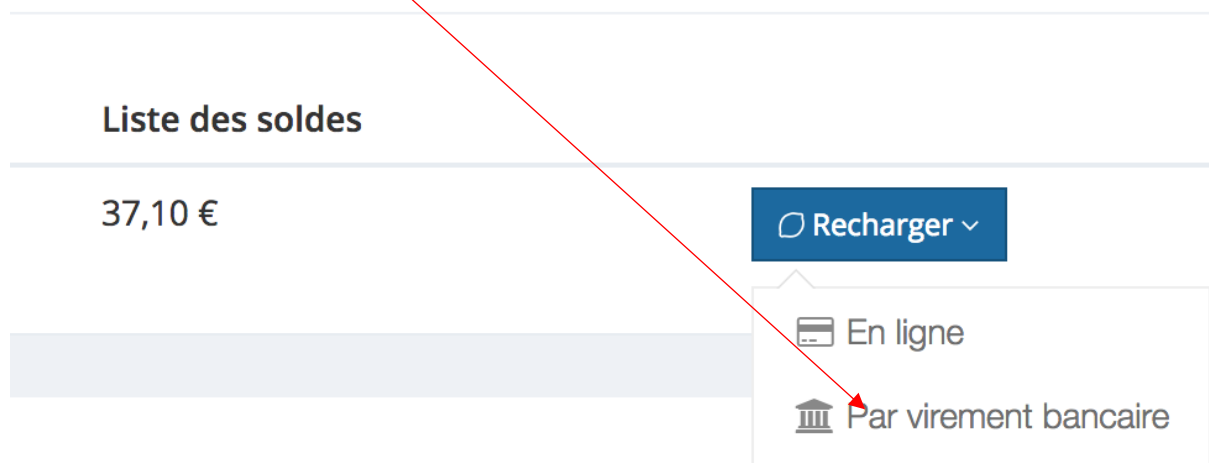 Liste des soldes
37,10 €
Recharger
En ligne
Par virement bancaire